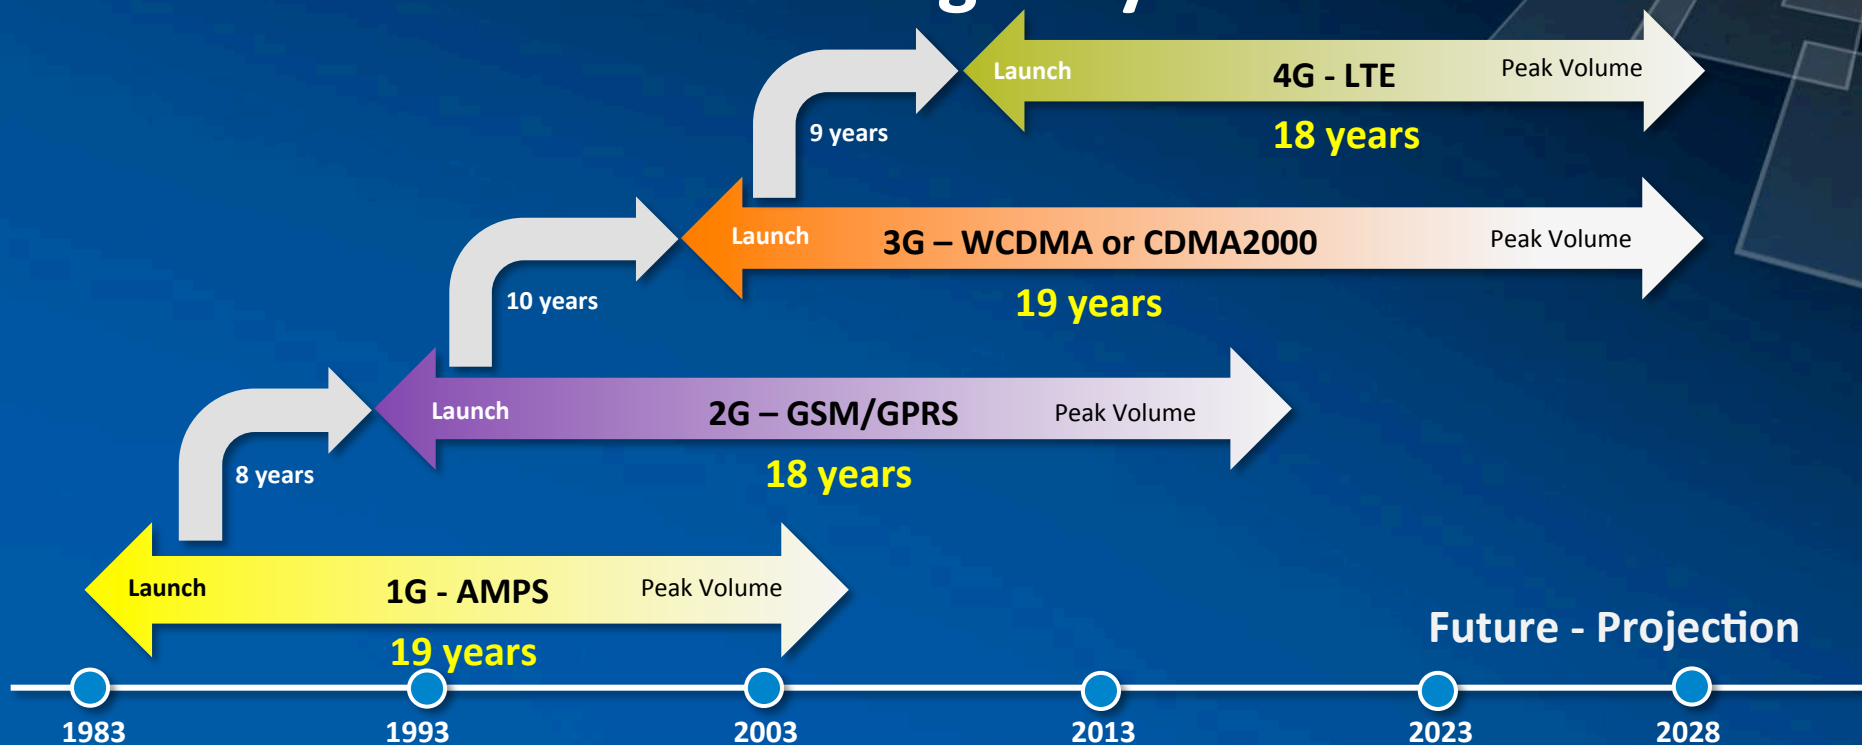 Launch 4G - LTE Peak Volume
9 years
18 years
Launch 3G – WCDMA or CDMA2000 Peak Volume
10 years
19 years
Launch 2G – GSM/GPRS Peak Volume
8 years
18 years
Launch 1G - AMPS Peak Volume
19 years
Future - Projection
1983 1993 2003 2013 2023 2028